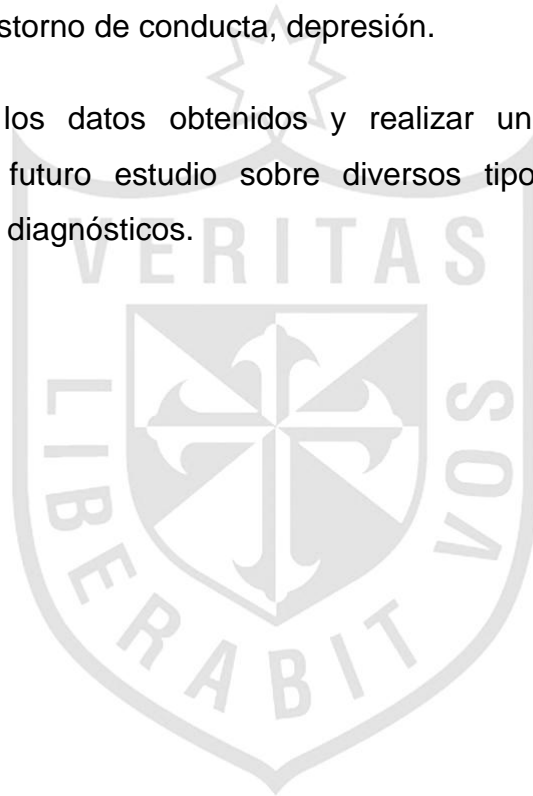 storno de conducta, depresión.
los datos obtenidos y realizar un
futuro estudio sobre diversos tipo
diagnósticos.
VERITAS
LIBERABIT
VOS